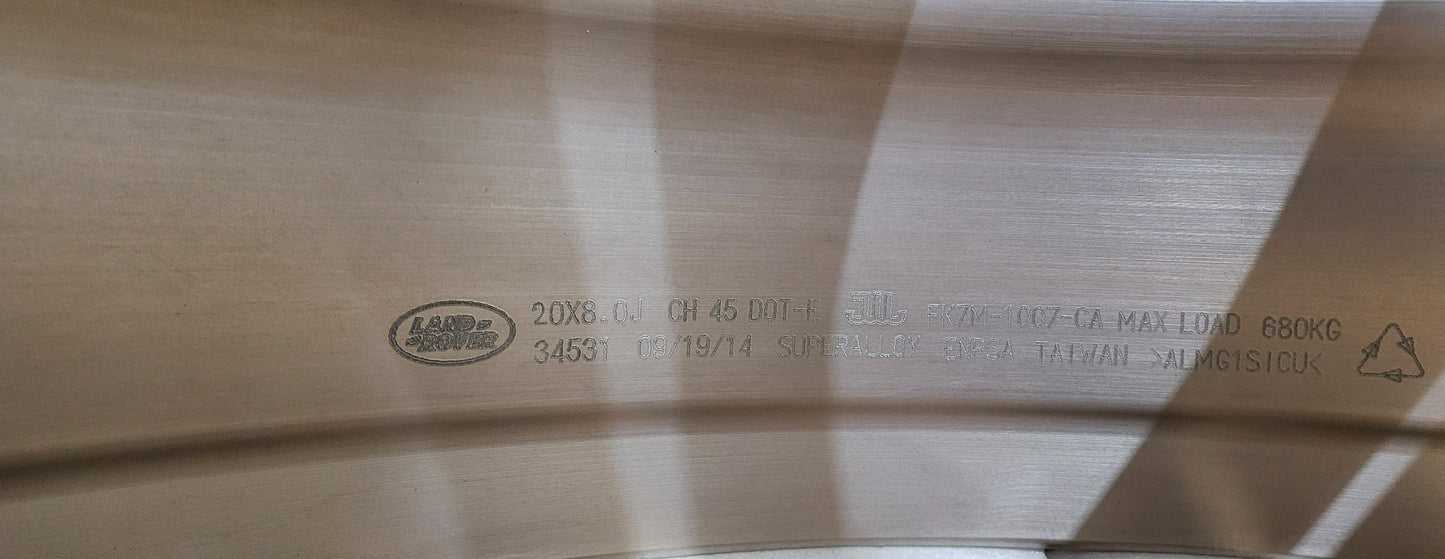 LAND-
-ROVER
20X8.0J CH 45 DOT-E JWL FK7M-1007-CA MAX LOAD 680KG
34531 09/19/14 SUPERALLOY TAIWAN >ALMG1SICU<